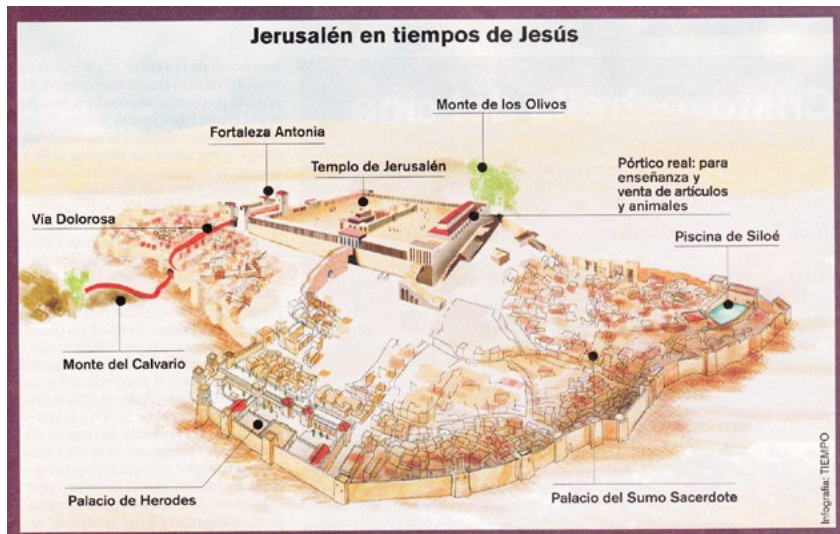 Jerusalén en tiempos de Jesús
Monte de los Olivos
Fortaleza Antonia
Templo de Jerusalén
Pórtico real: para
enseñanza y
venta de artículos
y animales
Vía Dolorosa
Piscina de Siloé
Monte del Calvario
Palacio de Herodes
Palacio del Sumo Sacerdote
Infografía: TIEMPO